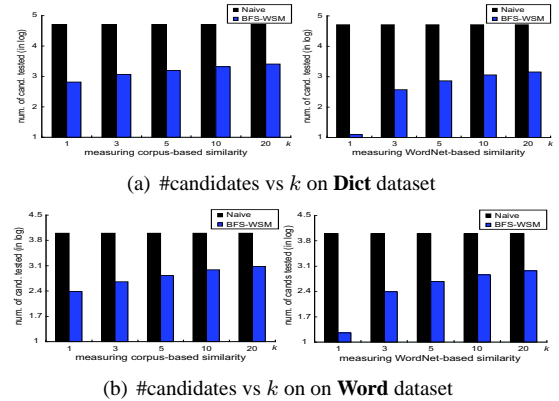 num. of cand. tested (in log)
5
4
3
2
1
Naive
BFS-WSM
1 3 5 10 20 k
measuring corpus-based similarity
num. of cand. tested (in log)
5
4
3
2
1
Naive
BFS-WSM
1 3 5 10 20 k
measuring WordNet-based similarity
(a) #candidates vs k on Dict dataset
num. of cand. tested (in log)
4.5
3.8
3.1
2.4
1.7
1
Naive
BFS-WSM
1 3 5 10 20 k
measuring corpus-based similarity
num. of cands tested (in log)
4.5
3.8
3.1
2.4
1.7
1
Naive
BFS-WSM
1 3 5 10 20 k
measuring WordNet-based similarity
(b) #candidates vs k on on Word dataset